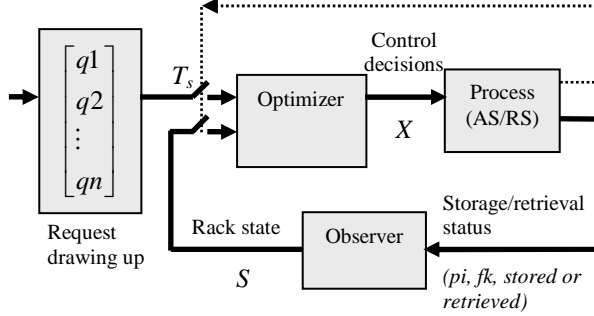 q1
q2
⋮
qn
Request
drawing up
T_s
Optimizer
Control
decisions
X
Process
(AS/RS)
Rack state
S
Observer
Storage/retrieval
status
(pi, fk, stored or
retrieved)